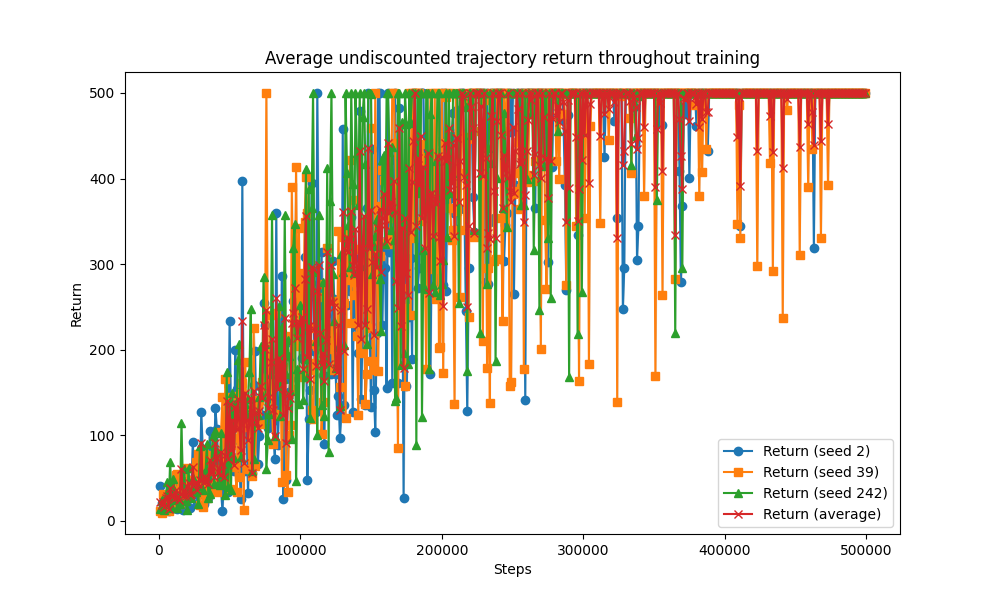 Average undiscounted trajectory return throughout training
Return
500
400
300
200
100
0
0 100000 200000 300000 400000 500000
Steps
Return (seed 2)
Return (seed 39)
Return (seed 242)
Return (average)